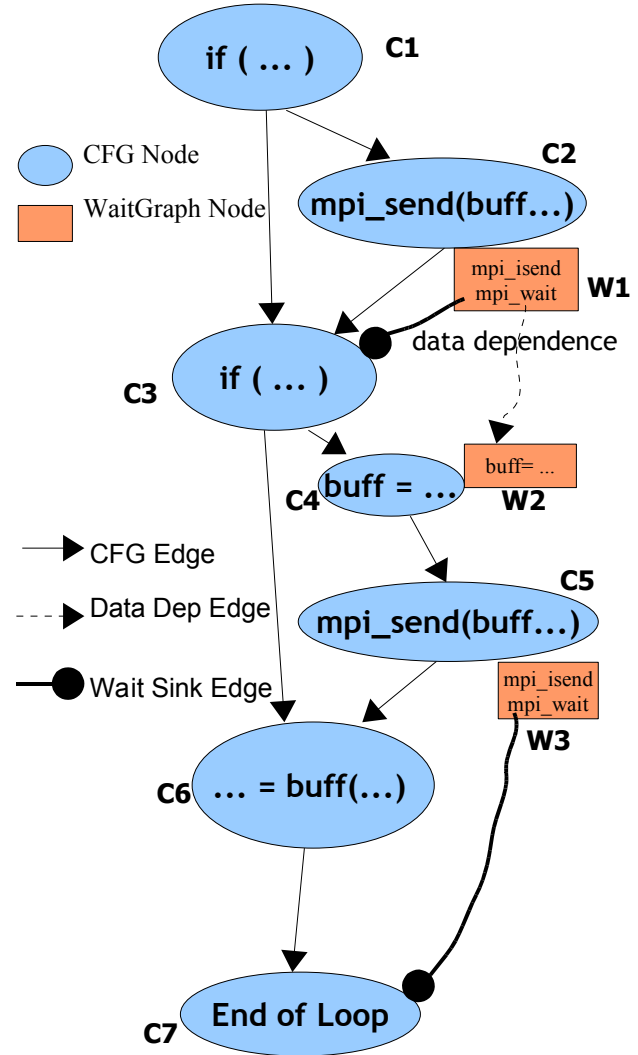 C1
if ( ... )
CFG Node
C2
WaitGraph Node
mpi_send(buff...)
mpi_isend
mpi_wait
W1
data dependence
if ( ... )
C3
buff= ...
C4
buff = ...
W2
CFG Edge
C5
Data Dep Edge
mpi_send(buff...)
Wait Sink Edge
mpi_isend
mpi_wait
W3
C6
... = buff(...)
End of Loop
C7